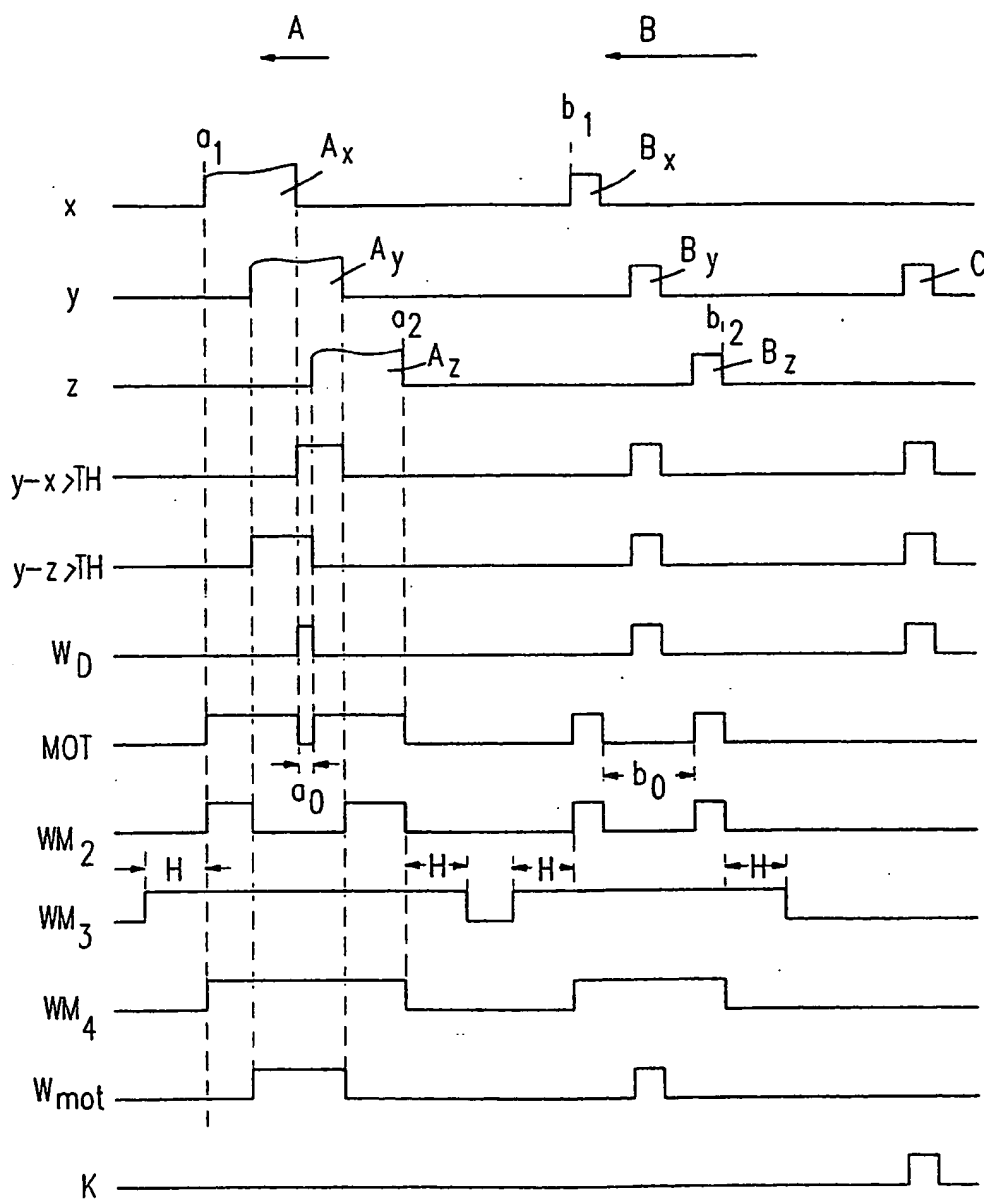 A B
a1 Ax b1 Bx
x
Ay By C
y
a2 Az b2 Bz
z
y-x>TH
y-z>TH
WD
MOT
a0 b0
WM2
H H H H
WM3
WM4
Wmot
K